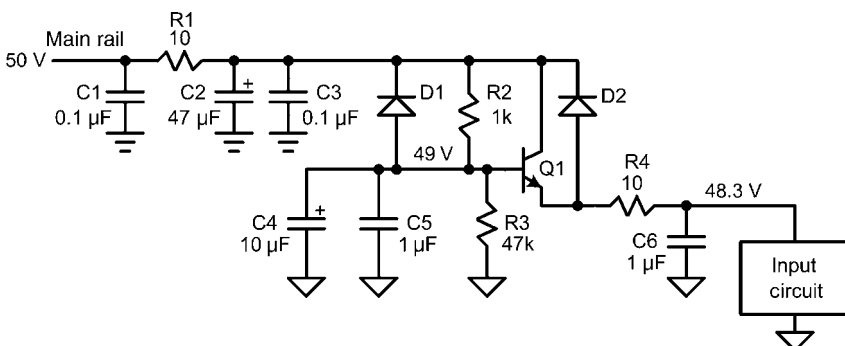 Main rail
50 V
R1
10
C1
0.1 µF
C2
47 µF
+
C3
0.1 µF
D1
R2
1k
D2
49 V
Q1
R4
10
48.3 V
C4
10 µF
+
C5
1 µF
R3
47k
C6
1 µF
Input
circuit